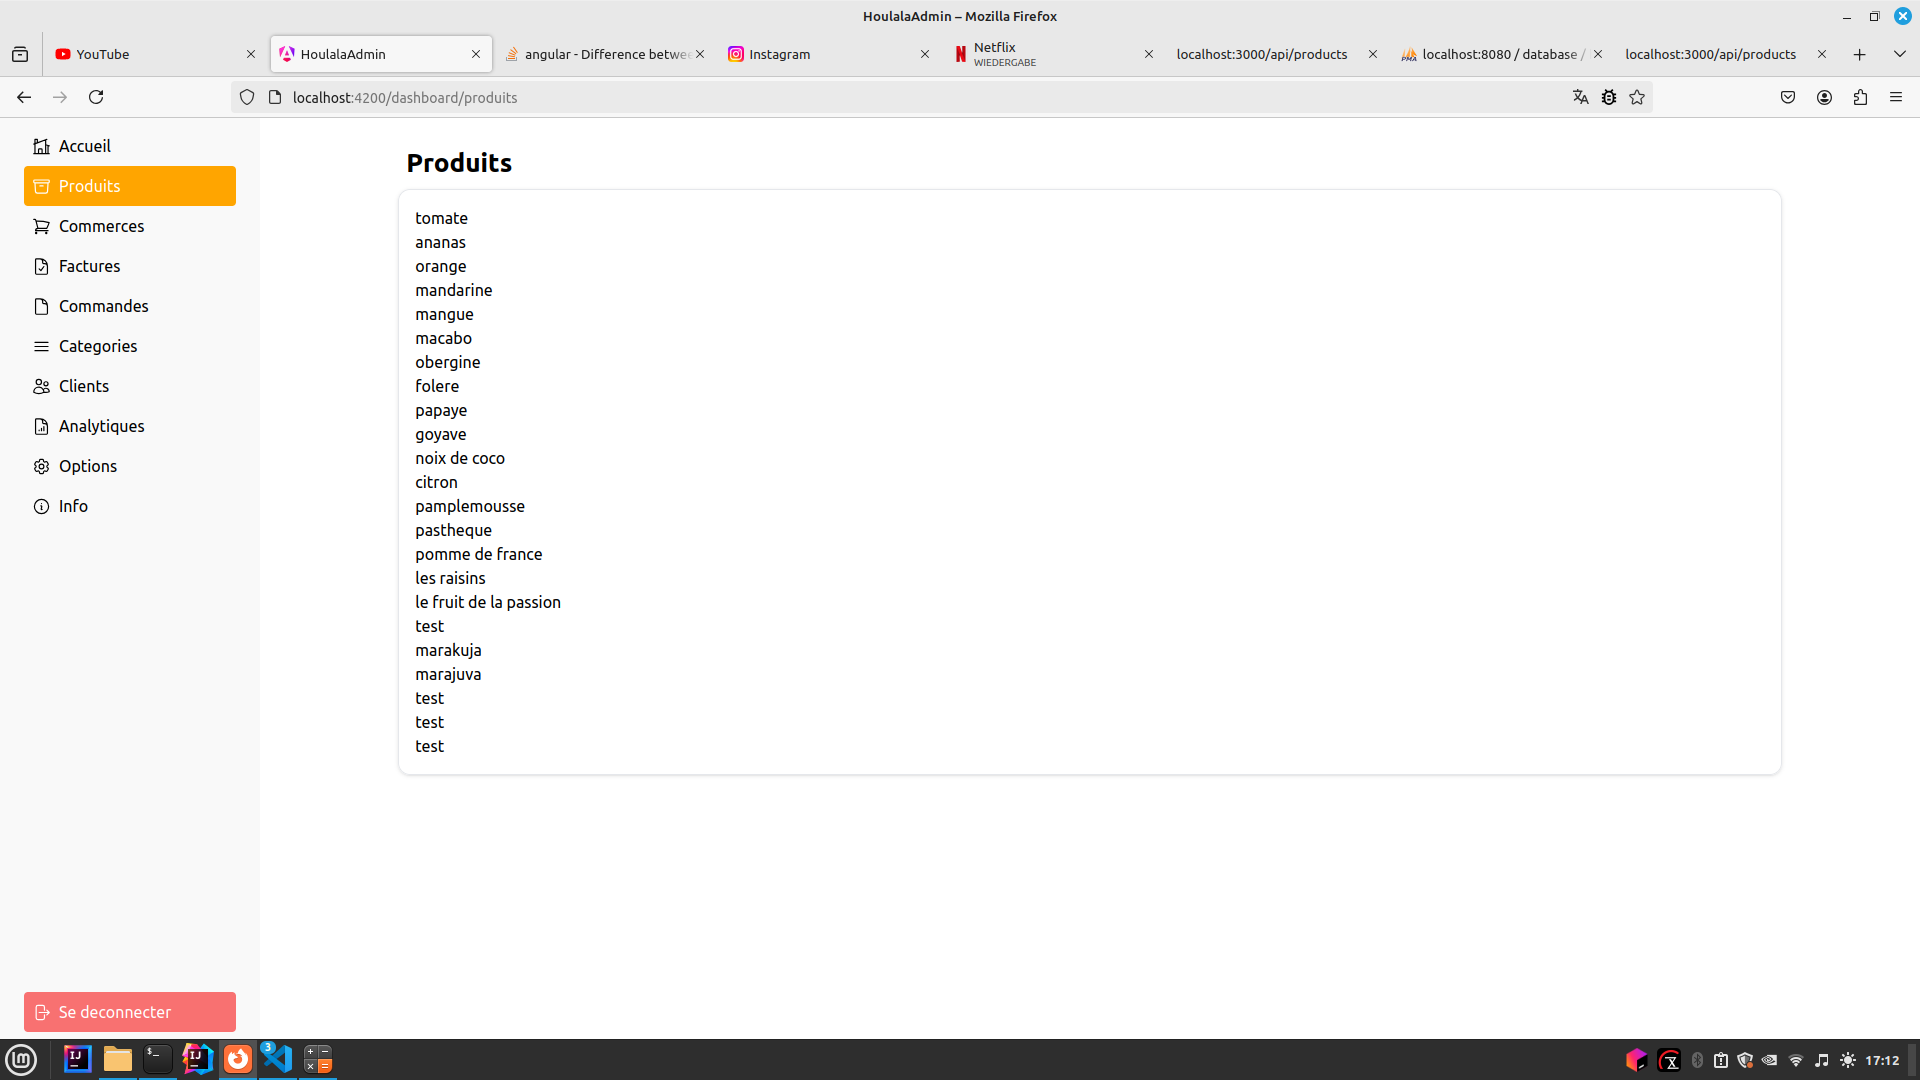 HoulalaAdmin – Mozilla Firefox
YouTube
HoulalaAdmin
angular - Difference betwee
Instagram
Netflix
WIEDERGABE
localhost:3000/api/products
localhost:8080 / database /
localhost:3000/api/products
localhost:4200/dashboard/produits
Accueil
Produits
Commerces
Factures
Commandes
Categories
Clients
Analytiques
Options
Info
Se deconnecter
Produits
tomate
ananas
orange
mandarine
mangue
macabo
obergine
folere
papaye
goyave
noix de coco
citron
pamplemousse
pastheque
pomme de france
les raisins
le fruit de la passion
test
marakuja
marajuva
test
test
test
3
17:12